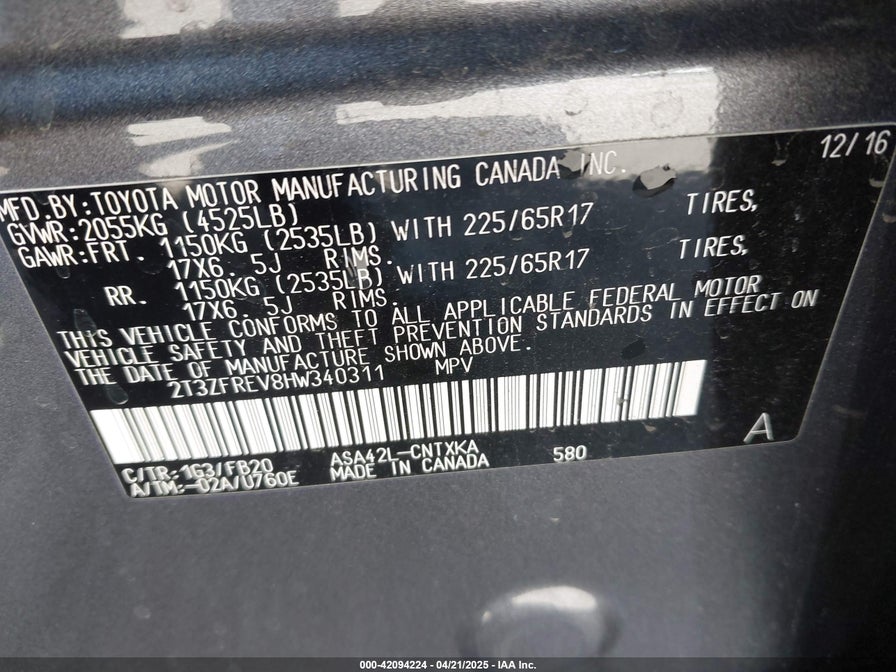 12/16
MFD.BY:TOYOTA MOTOR MANUFACTURING CANADA INC.
GVWR:2055KG (4525LB)
GAWR:FRT. 1150KG (2535LB) WITH 225/65R17 TIRES,
17X6.5J RIMS.
RR. 1150KG (2535LB) WITH 225/65R17 TIRES,
17X6.5J RIMS.
THIS VEHICLE CONFORMS TO ALL APPLICABLE FEDERAL MOTOR
VEHICLE SAFETY AND THEFT PREVENTION STANDARDS IN EFFECT ON
THE DATE OF MANUFACTURE SHOWN ABOVE.
2T3ZFREV8HW340311 MPV
C/TR:1G3/FB20 ASA42L-CNTXKA 580 A
A/TM:-02A/U760E MADE IN CANADA
000-42094224 - 04/21/2025 - IAA Inc.